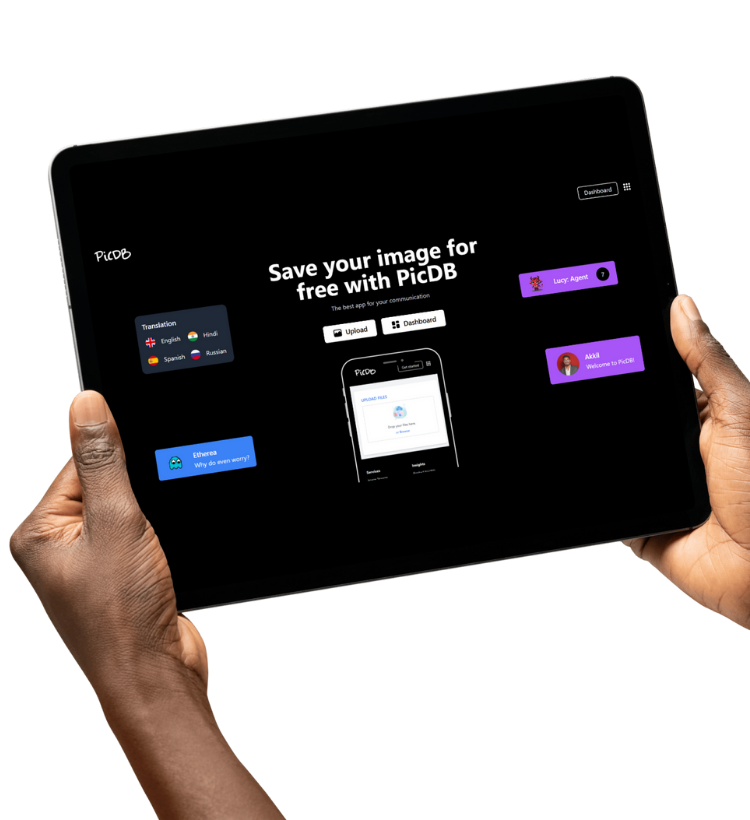 Dashboard
PicDB
Save your image for
free with PicDB
The best app for your communication
Upload
Dashboard
Translation
English
Hindi
Spanish
Russian
Lucy: Agent
?
Akkil
Welcome to PicDB!
Etherea
Why do even worry?
PicDB
Get started
UPLOAD FILES
Drop your file here
or Browse
Services
Insights